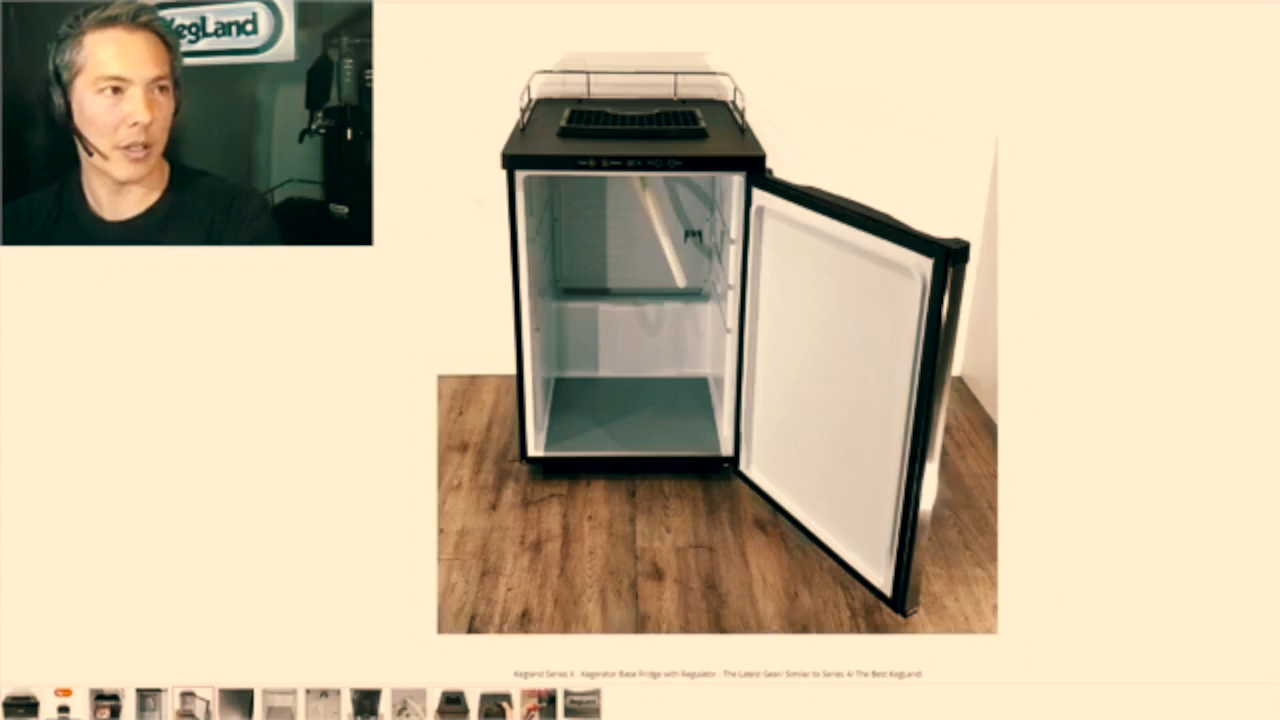 KegLand
Kegland Series X - Kegerator Base Fridge with Regulator - The Latest Gear/ Similar to Series 4/ The Best KegLand